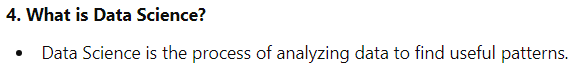 4. What is Data Science?
• Data Science is the process of analyzing data to find useful patterns.